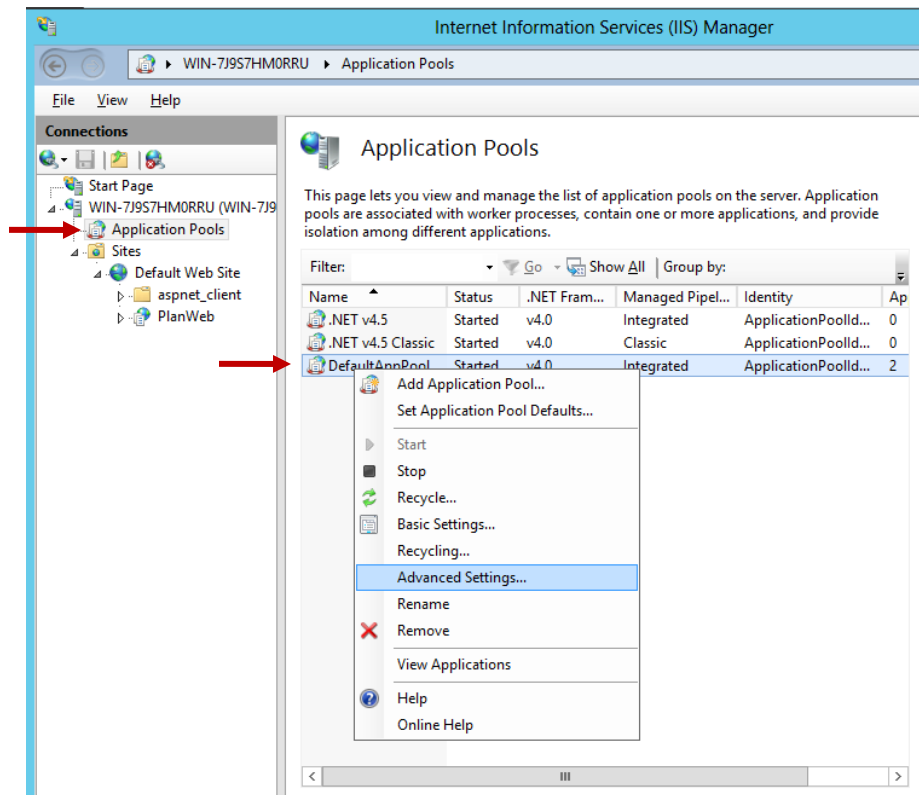 Internet Information Services (IIS) Manager
WIN-7J9S7HM0RRU Application Pools
File View Help
Connections
Start Page
WIN-7J9S7HM0RRU (WIN-7J9
Application Pools
Sites
Default Web Site
aspnet_client
PlanWeb
Application Pools
This page lets you view and manage the list of application pools on the server. Application
pools are associated with worker processes, contain one or more applications, and provide
isolation among different applications.
Filter: Go Show All Group by:
Name Status .NET Fram... Managed Pipel... Identity Ap
.NET v4.5 Started v4.0 Integrated ApplicationPoolId... 0
.NET v4.5 Classic Started v4.0 Classic ApplicationPoolId... 0
DefaultAppPool Started v4.0 Integrated ApplicationPoolId... 2
Add Application Pool...
Set Application Pool Defaults...
Start
Stop
Recycle...
Basic Settings...
Recycling...
Advanced Settings...
Rename
Remove
View Applications
Help
Online Help